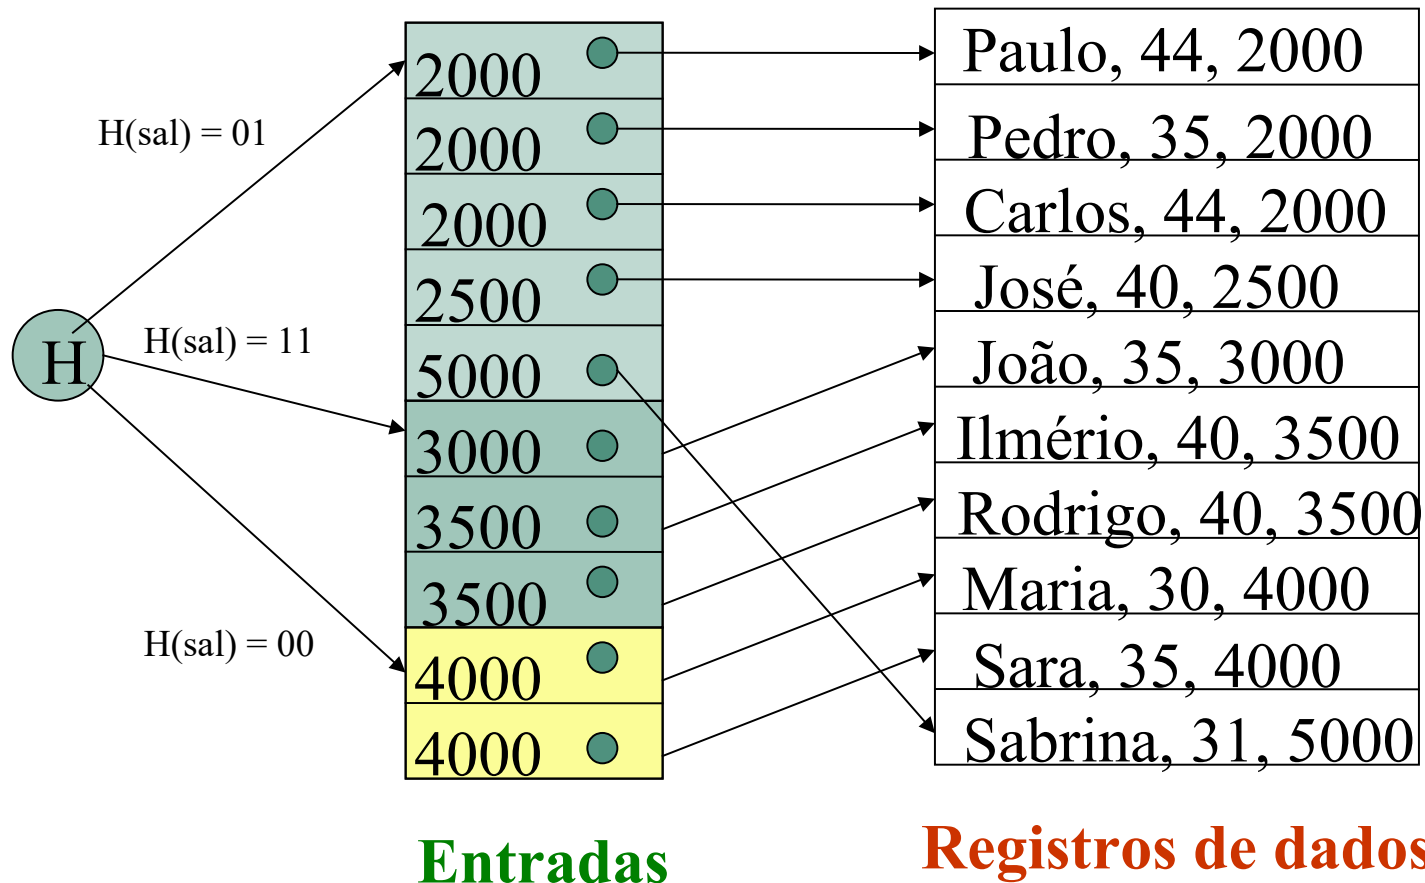 H(sal) = 01
H(sal) = 11
H
H(sal) = 00
2000
2000
2000
2500
5000
3000
3500
3500
4000
4000
Entradas
Paulo, 44, 2000
Pedro, 35, 2000
Carlos, 44, 2000
José, 40, 2500
João, 35, 3000
Ilmério, 40, 3500
Rodrigo, 40, 3500
Maria, 30, 4000
Sara, 35, 4000
Sabrina, 31, 5000
Registros de dados